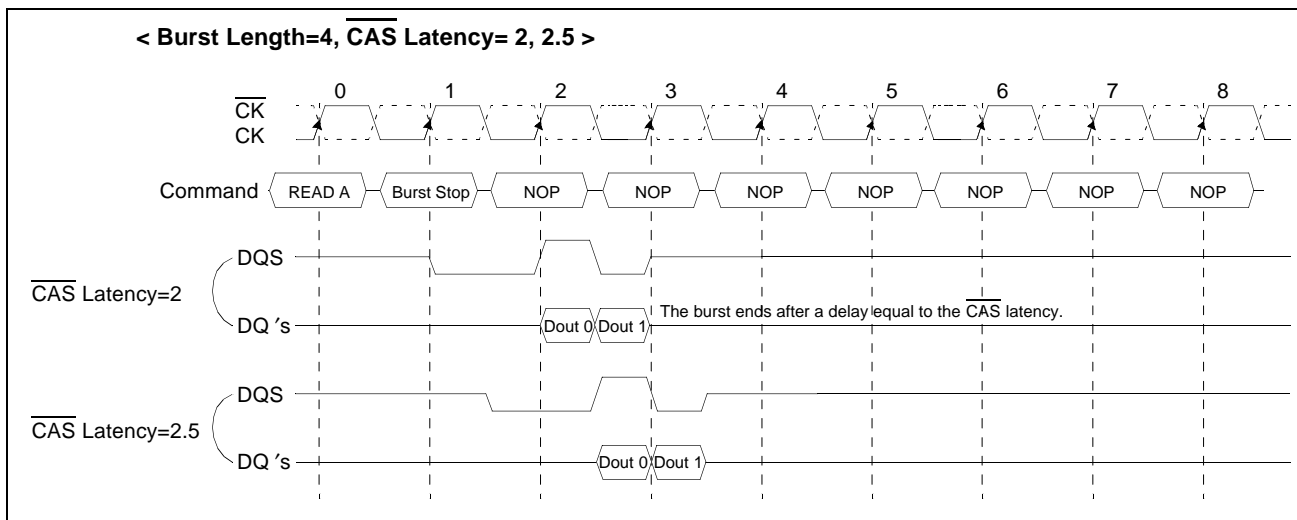 < Burst Length=4, CAS Latency= 2, 2.5 >
0 1 2 3 4 5 6 7 8
CK
CK
Command READ A Burst Stop NOP NOP NOP NOP NOP NOP NOP
DQS
CAS Latency=2
The burst ends after a delay equal to the CAS latency.
DQ ′s Dout 0 Dout 1
DQS
CAS Latency=2.5
DQ ′s Dout 0 Dout 1